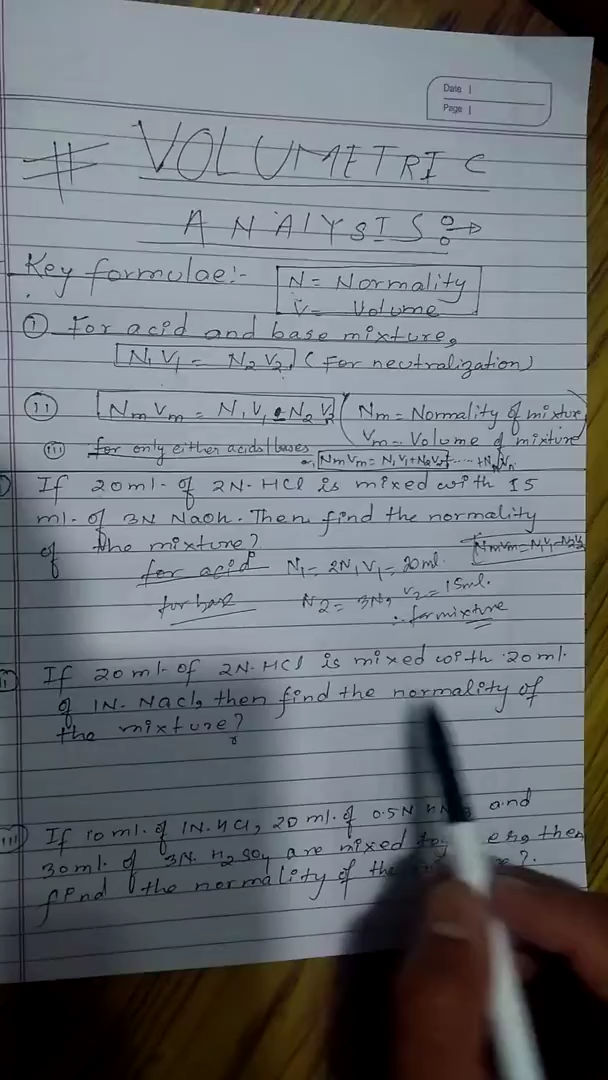 Date
Page
# VOLUMETRIC
ANALYSIS:→
Key formulae:- N = Normality
V = Volume
(i) For acid and base mixture,
N1V1 = N2V2 (For neutralization)
(ii) NmVm = N1V1 - N2V2 (Nm = Normality of mixture
Vm = Volume of mixture)
(iii) for only either acids/bases
NmVm = N1V1+N2V2+.....+NnVn
If 20ml. of 2N.HCl is mixed with 15
ml. of 3N NaOh. Then find the normality
of the mixture? NmVm = N1V1-N2V2
for acid N1 = 2N, V1 = 20ml.
for base N2 = 3N, V2 = 15ml.
∴ for mixture
If 20ml. of 2N.HCl is mixed with 20ml.
of 1N. NaCl, then find the normality of
the mixture?
(iii) If 10ml. of 1N.HCl, 20ml. of 0.5N and
30ml. of 3N. H2SO4 are mixed then
find the normality of the ?